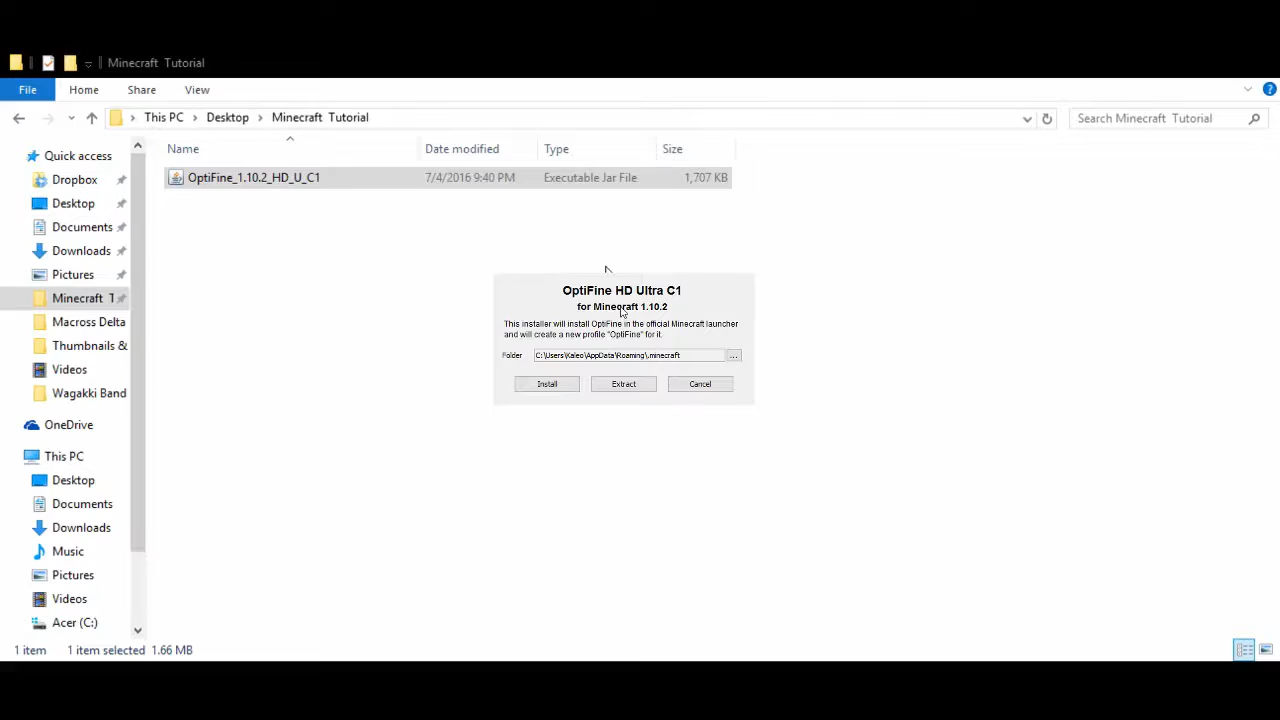 Minecraft Tutorial
File Home Share View
This PC Desktop Minecraft Tutorial Search Minecraft Tutorial
Name Date modified Type Size
OptiFine_1.10.2_HD_U_C1 7/4/2016 9:40 PM Executable Jar File 1,707 KB
Quick access
Dropbox
Desktop
Documents
Downloads
Pictures
Minecraft T
Macross Delta
Thumbnails &
Videos
Wagakki Band
OneDrive
This PC
Desktop
Documents
Downloads
Music
Pictures
Videos
Acer (C:)
OptiFine HD Ultra C1
for Minecraft 1.10.2
This installer will install OptiFine in the official Minecraft launcher
and will create a new profile "OptiFine" for it.
Folder C:\Users\Kaleo\AppData\Roaming\.minecraft ...
Install Extract Cancel
1 item 1 item selected 1.66 MB